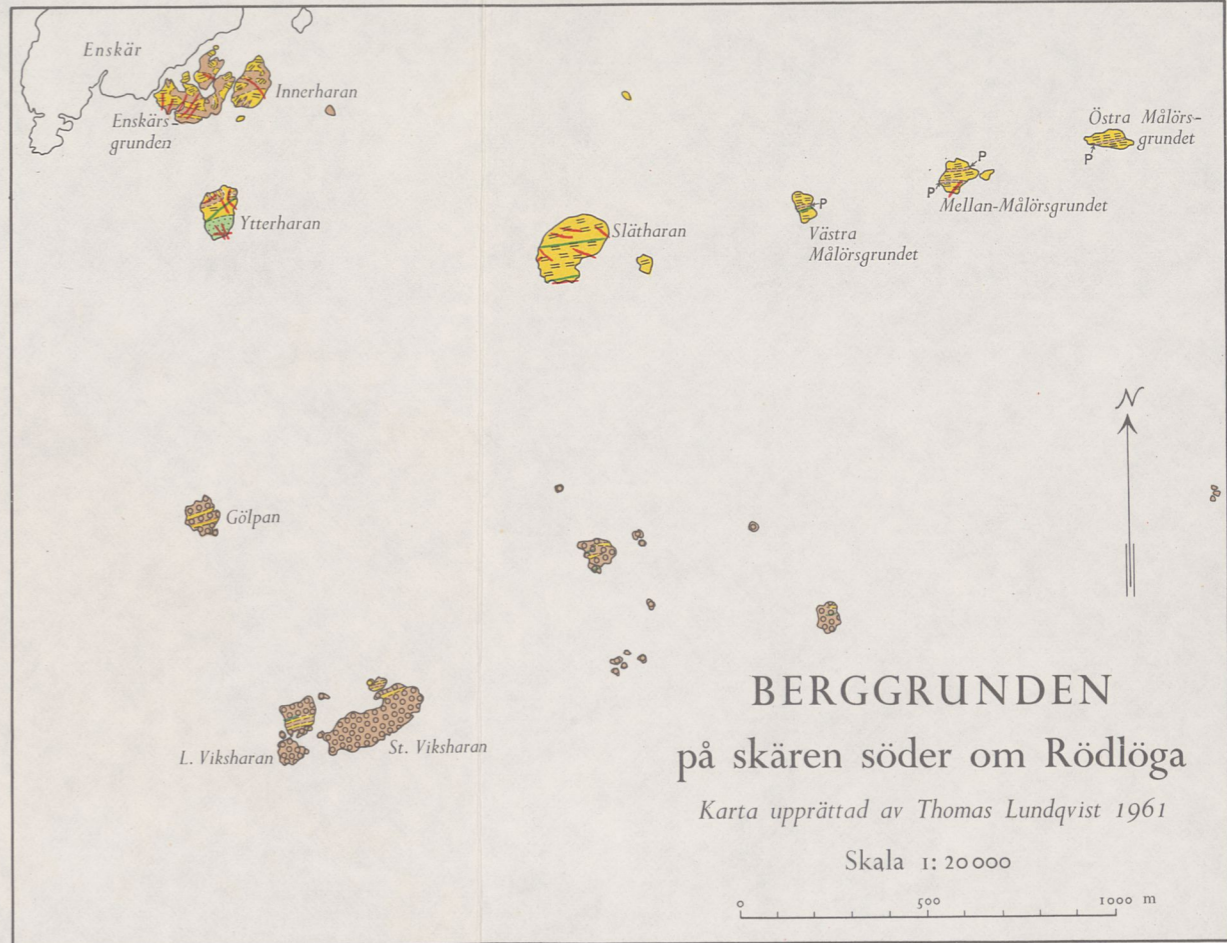 Enskär
Innerharan
Enskärs-
grunden
Östra Målörs-
grundet
P
P
P
Mellan-Målörsgrundet
P
Västra
Målörsgrundet
Ytterharan
Slätharan
N
Gölpan
L. Viksharan
St. Viksharan
BERGGRUNDEN
på skären söder om Rödlöga
Karta upprättad av Thomas Lundqvist 1961
Skala 1:20000
0 500 1000 m